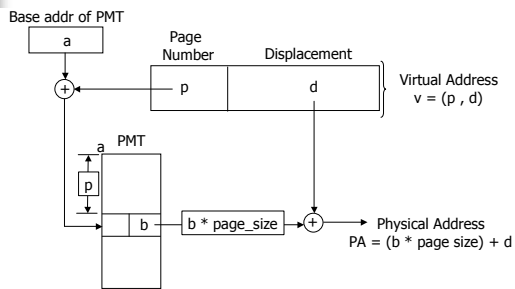 Base addr of PMT
a
Page
Number
Displacement
p
d
Virtual Address
v = (p , d)
+
a
PMT
p
b
b * page_size
+
Physical Address
PA = (b * page size) + d